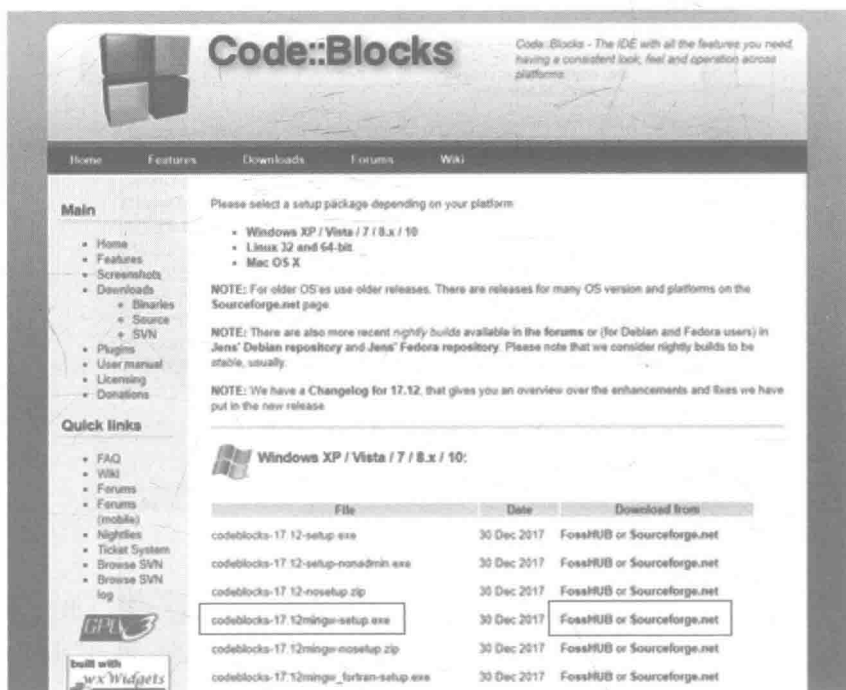 Code::Blocks
Code::Blocks - The IDE with all the features you need,
having a consistent look, feel and operation across
platforms.
Home Features Downloads Forums Wiki
Main
Home
Features
Screenshots
Downloads
Binaries
Source
SVN
Plugins
User manual
Licensing
Donations
Quick links
FAQ
Wiki
Forums
Forums
(mobile)
Nightlies
Ticket System
Browse SVN
Browse SVN
log
GPLv3
built with
wxWidgets
Please select a setup package depending on your platform:
Windows XP / Vista / 7 / 8.x / 10
Linux 32 and 64-bit
Mac OS X
NOTE: For older OS'es use older releases. There are releases for many OS version and platforms on the
Sourceforge.net page.
NOTE: There are also more recent nightly builds available in the forums or (for Debian and Fedora users) in
Jens' Debian repository and Jens' Fedora repository. Please note that we consider nightly builds to be
stable, usually.
NOTE: We have a Changelog for 17.12, that gives you an overview over the enhancements and fixes we have
put in the new release.
Windows XP / Vista / 7 / 8.x / 10:
File Date Download from
codeblocks-17.12-setup.exe 30 Dec 2017 FossHUB or Sourceforge.net
codeblocks-17.12-setup-nonadmin.exe 30 Dec 2017 FossHUB or Sourceforge.net
codeblocks-17.12-nosetup.zip 30 Dec 2017 FossHUB or Sourceforge.net
codeblocks-17.12mingw-setup.exe 30 Dec 2017 FossHUB or Sourceforge.net
codeblocks-17.12mingw-nosetup.zip 30 Dec 2017 FossHUB or Sourceforge.net
codeblocks-17.12mingw_fortran-setup.exe 30 Dec 2017 FossHUB or Sourceforge.net